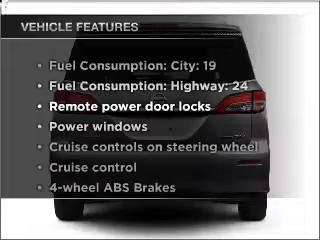 VEHICLE FEATURES
• Fuel Consumption: City: 19
• Fuel Consumption: Highway: 24
• Remote power door locks
• Power windows
• Cruise controls on steering wheel
• Cruise control
• 4-wheel ABS Brakes